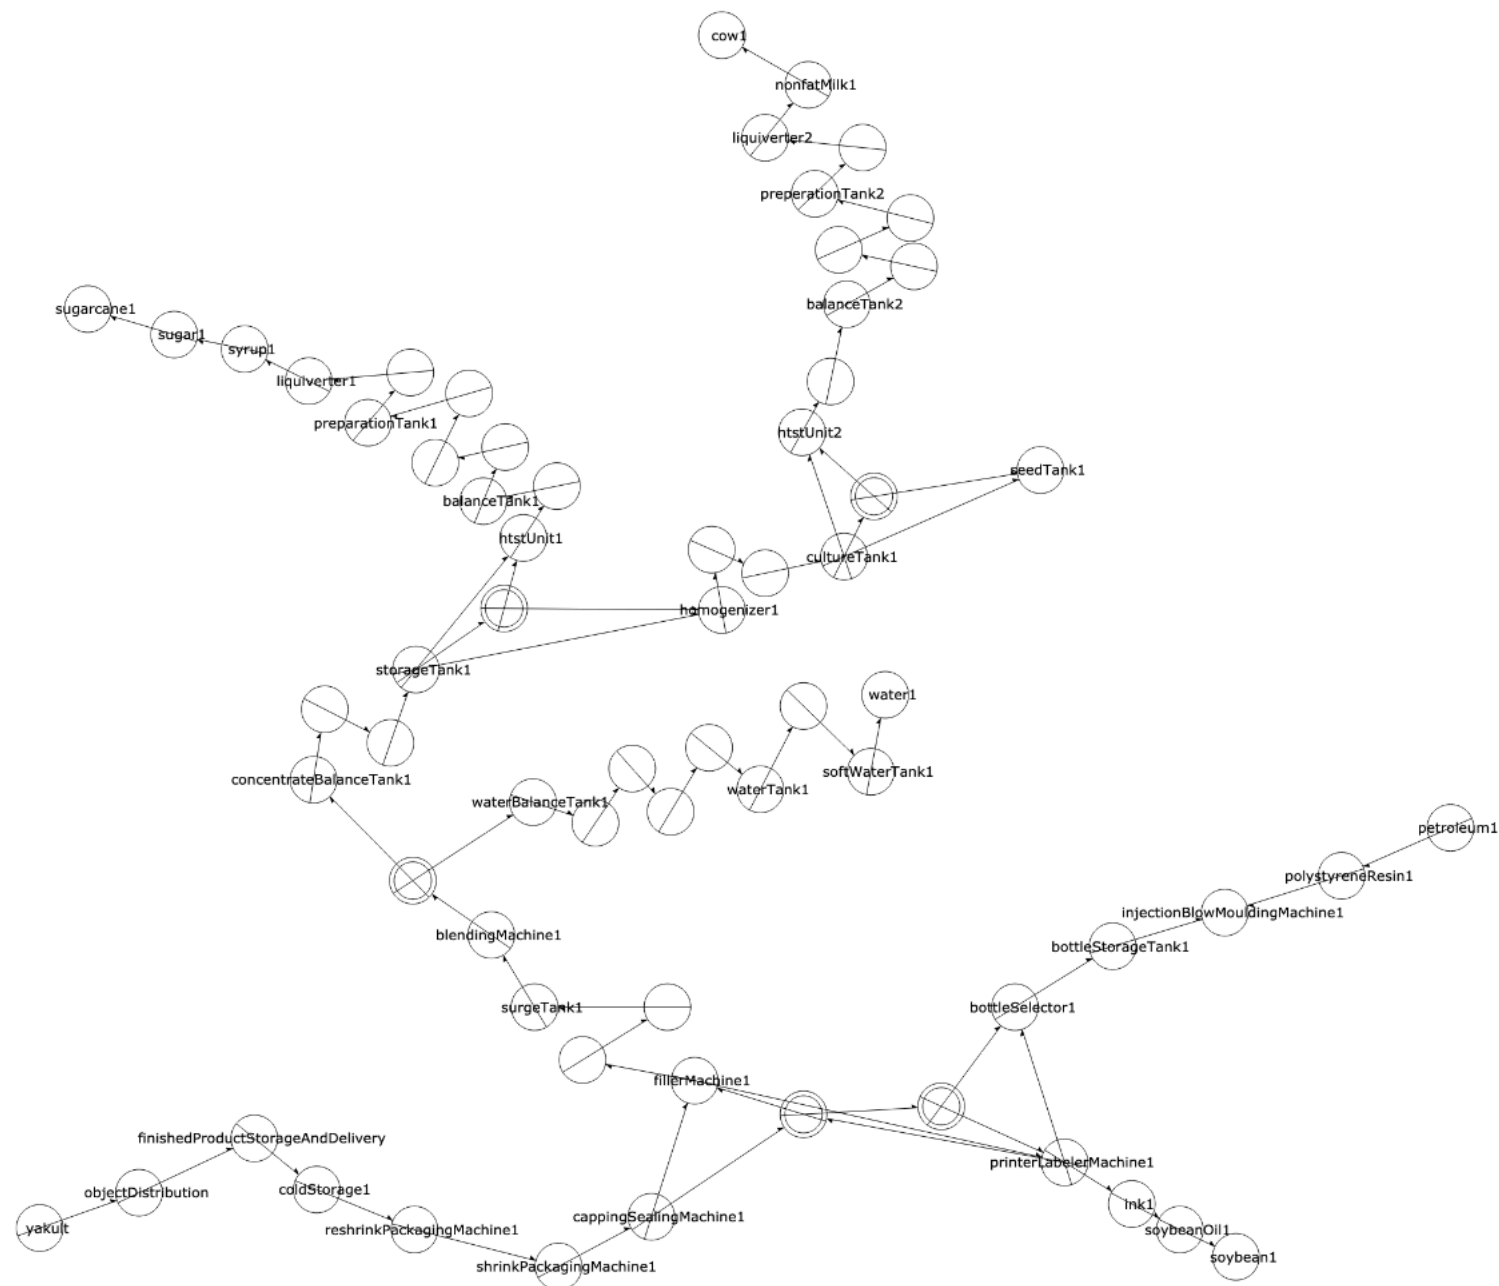 cow1
nonfatMilk1
liquiverter2
preperationTank2
balanceTank2
sugarcane1
sugar1
syrup1
liquiverter1
preparationTank1
htstUnit2
seedTank1
balanceTank1
htstUnit1
cultureTank1
homogenizer1
storageTank1
water1
concentrateBalanceTank1
softWaterTank1
waterTank1
waterBalanceTank1
petroleum1
polystyreneResin1
injectionBlowMouldingMachine1
blendingMachine1
bottleStorageTank1
surgeTank1
bottleSelector1
fillerMachine1
finishedProductStorageAndDelivery
printerLabelerMachine1
objectDistribution
coldStorage1
ink1
cappingSealingMachine1
yakult
reshrinkPackagingMachine1
soybeanOil1
soybean1
shrinkPackagingMachine1